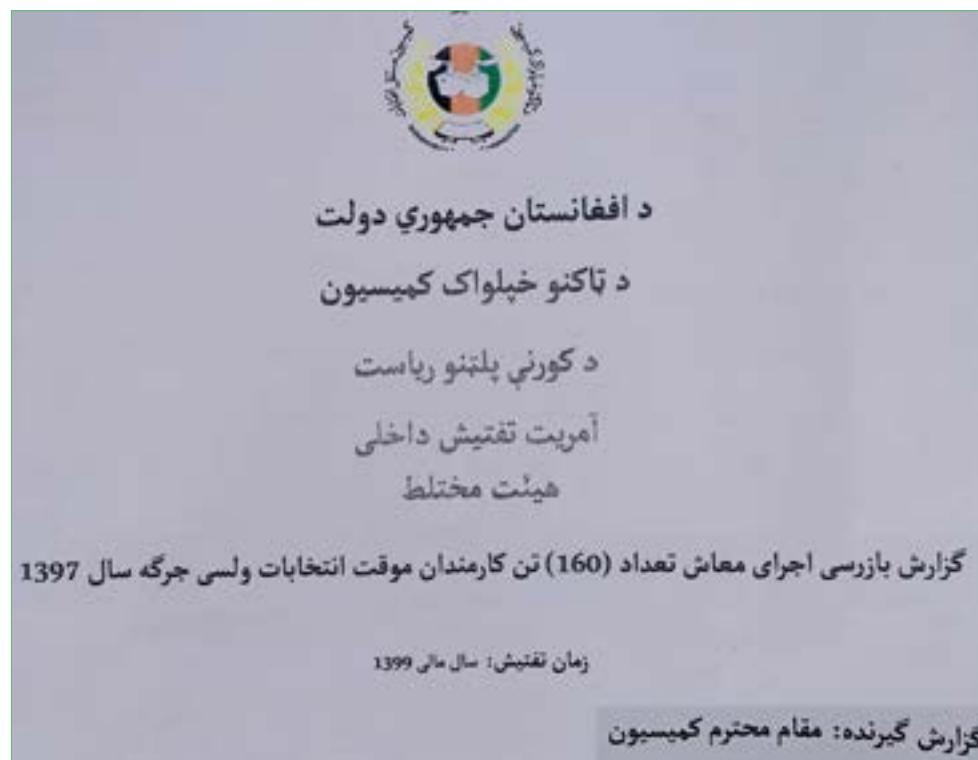 د افغانستان جمهوري دولت
د ټاکنو خپلواک کمیسیون
د کورنۍ پلټنو ریاست
آمریت تفتیش داخلی
هیئت مختلط
گزارش بازرسی اجرای معاش تعداد (160) تن کارمندان موقت انتخابات ولسی جرگه سال 1397
زمان تفتیش: سال مالی 1399
گزارش گیرنده: مقام محترم کمیسیون